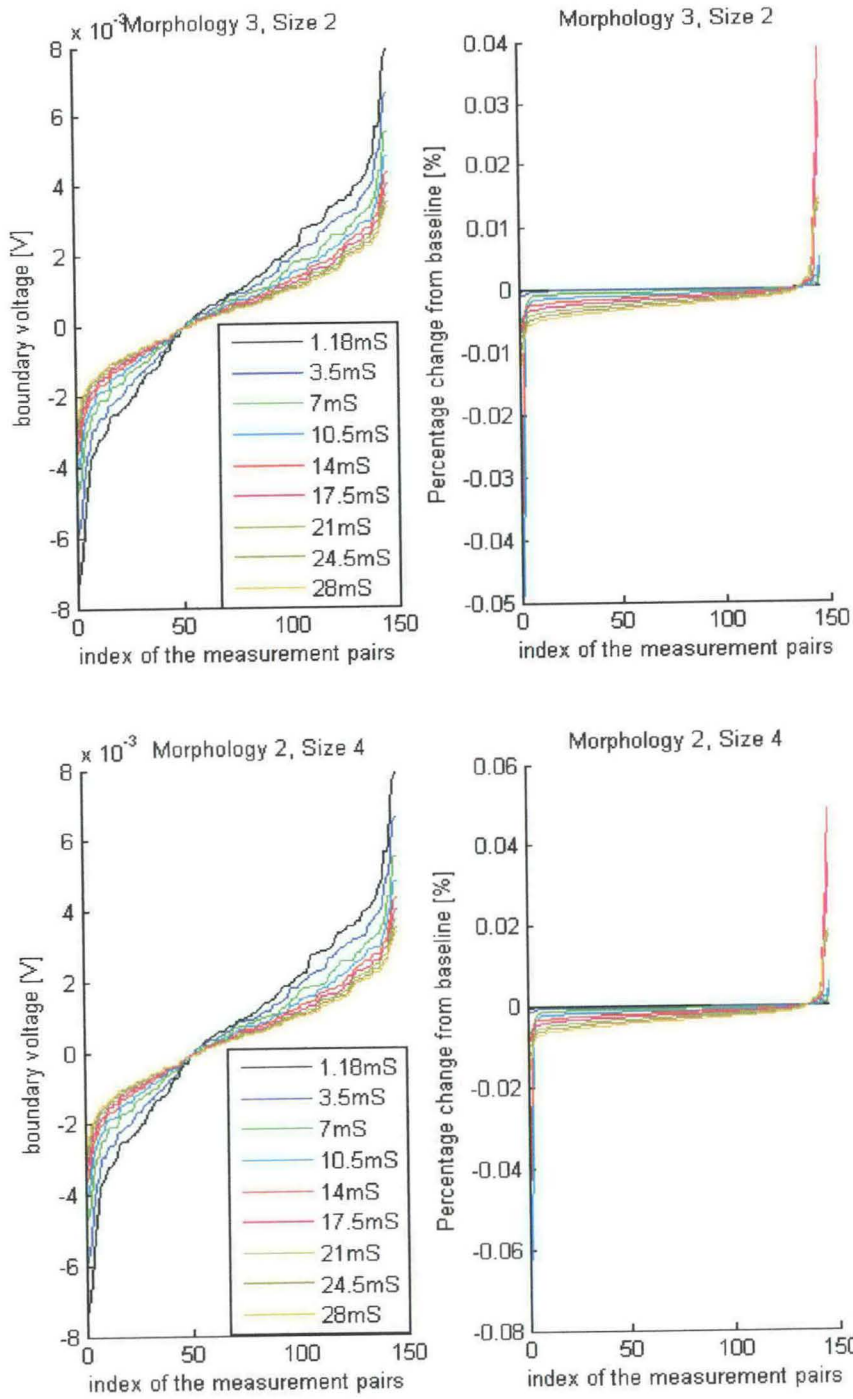 x 10⁻³ Morphology 3, Size 2
8
6
4
2
0
-2
-4
-6
-8
boundary voltage [V]
1.18mS
3.5mS
7mS
10.5mS
14mS
17.5mS
21mS
24.5mS
28mS
0 50 100 150
index of the measurement pairs
Morphology 3, Size 2
0.04
0.03
0.02
0.01
0
-0.01
-0.02
-0.03
-0.04
-0.05
Percentage change from baseline [%]
0 50 100 150
index of the measurement pairs
x 10⁻³ Morphology 2, Size 4
8
6
4
2
0
-2
-4
-6
-8
boundary voltage [V]
1.18mS
3.5mS
7mS
10.5mS
14mS
17.5mS
21mS
24.5mS
28mS
0 50 100 150
index of the measurement pairs
Morphology 2, Size 4
0.06
0.04
0.02
0
-0.02
-0.04
-0.06
-0.08
Percentage change from baseline [%]
0 50 100 150
index of the measurement pairs